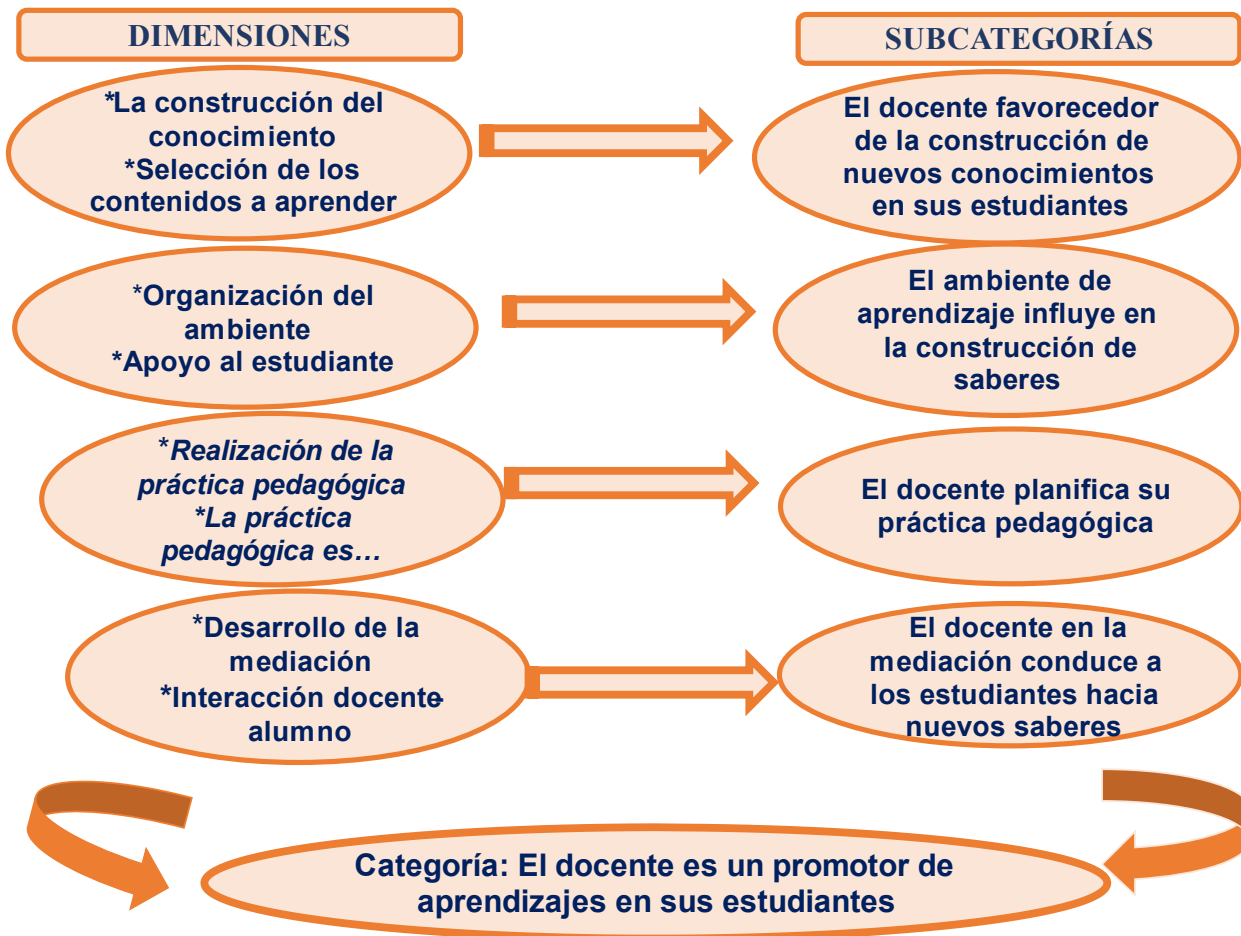 DIMENSIONES
SUBCATEGORÍAS
*La construcción del
conocimiento
*Selección de los
contenidos a aprender
El docente favorecedor
de la construcción de
nuevos conocimientos
en sus estudiantes
*Organización del
ambiente
*Apoyo al estudiante
El ambiente de
aprendizaje influye en
la construcción de
saberes
*Realización de la
práctica pedagógica
*La práctica
pedagógica es…
El docente planifica su
práctica pedagógica
*Desarrollo de la
mediación
*Interacción docente-
alumno
El docente en la
mediación conduce a
los estudiantes hacia
nuevos saberes
Categoría: El docente es un promotor de
aprendizajes en sus estudiantes